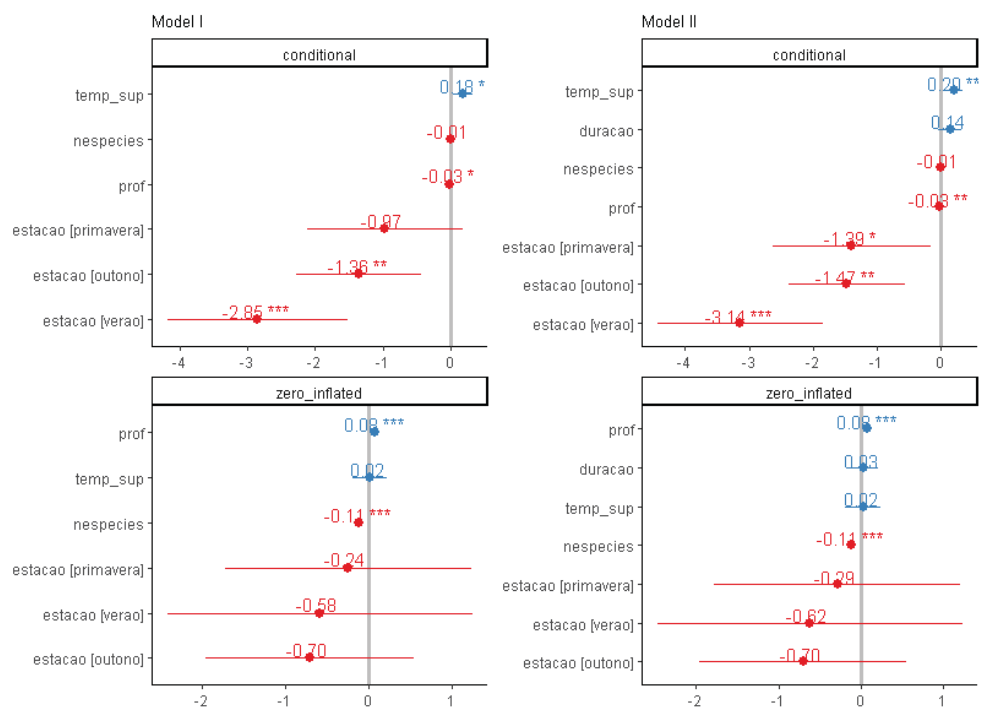 Model I
conditional
temp_sup
0.18 *
nespecies
-0.01
prof
-0.03 *
estacao [primavera]
-0.97
estacao [outono]
-1.36 **
estacao [verao]
-2.85 ***
-4 -3 -2 -1 0
zero_inflated
prof
0.08 ***
temp_sup
0.02
nespecies
-0.11 ***
estacao [primavera]
-0.24
estacao [verao]
-0.58
estacao [outono]
-0.70
-2 -1 0 1
Model II
conditional
temp_sup
0.20 **
duracao
0.14
nespecies
-0.01
prof
-0.03 **
estacao [primavera]
-1.39 *
estacao [outono]
-1.47 **
estacao [verao]
-3.14 ***
-4 -3 -2 -1 0
zero_inflated
prof
0.08 ***
duracao
0.03
temp_sup
0.02
nespecies
-0.11 ***
estacao [primavera]
-0.29
estacao [verao]
-0.62
estacao [outono]
-0.70
-2 -1 0 1